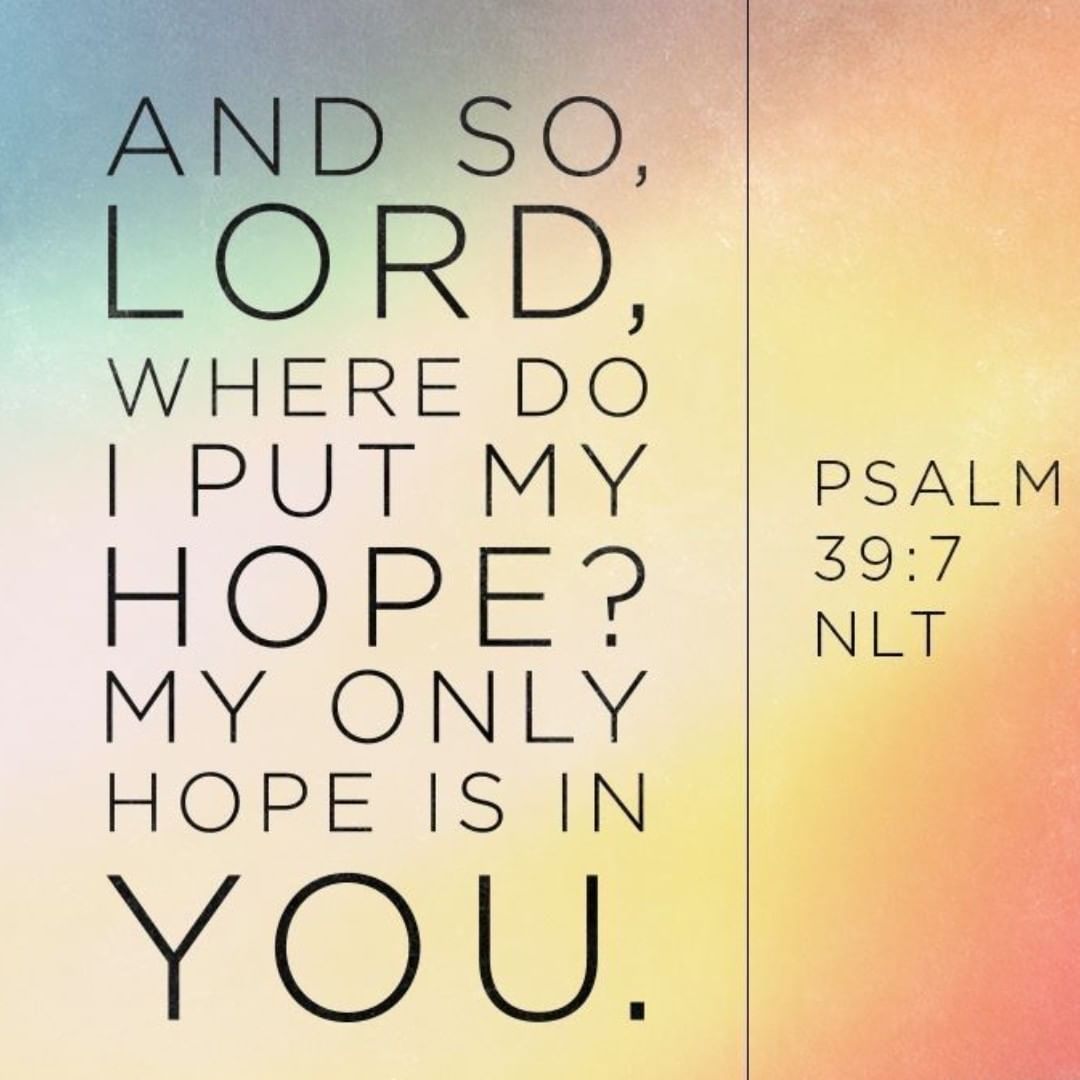 AND SO,
LORD,
WHERE DO
I PUT MY
HOPE?
MY ONLY
HOPE IS IN
YOU.
PSALM
39:7
NLT